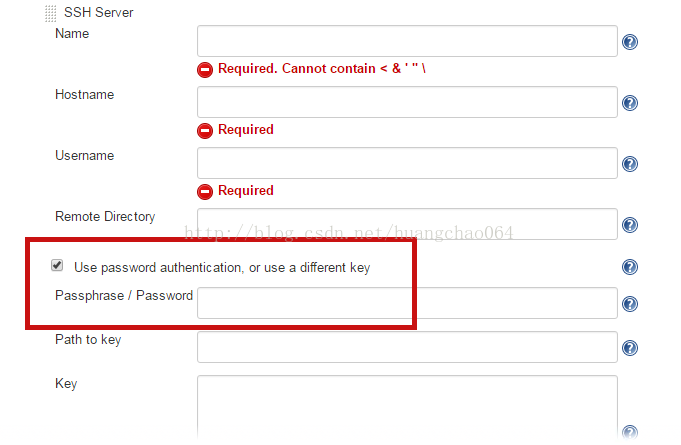 SSH Server
Name
Required. Cannot contain < & ' " \
Hostname
Required
Username
Required
Remote Directory
http://blog.csdn.net/huangchao064
Use password authentication, or use a different key
Passphrase / Password
Path to key
Key